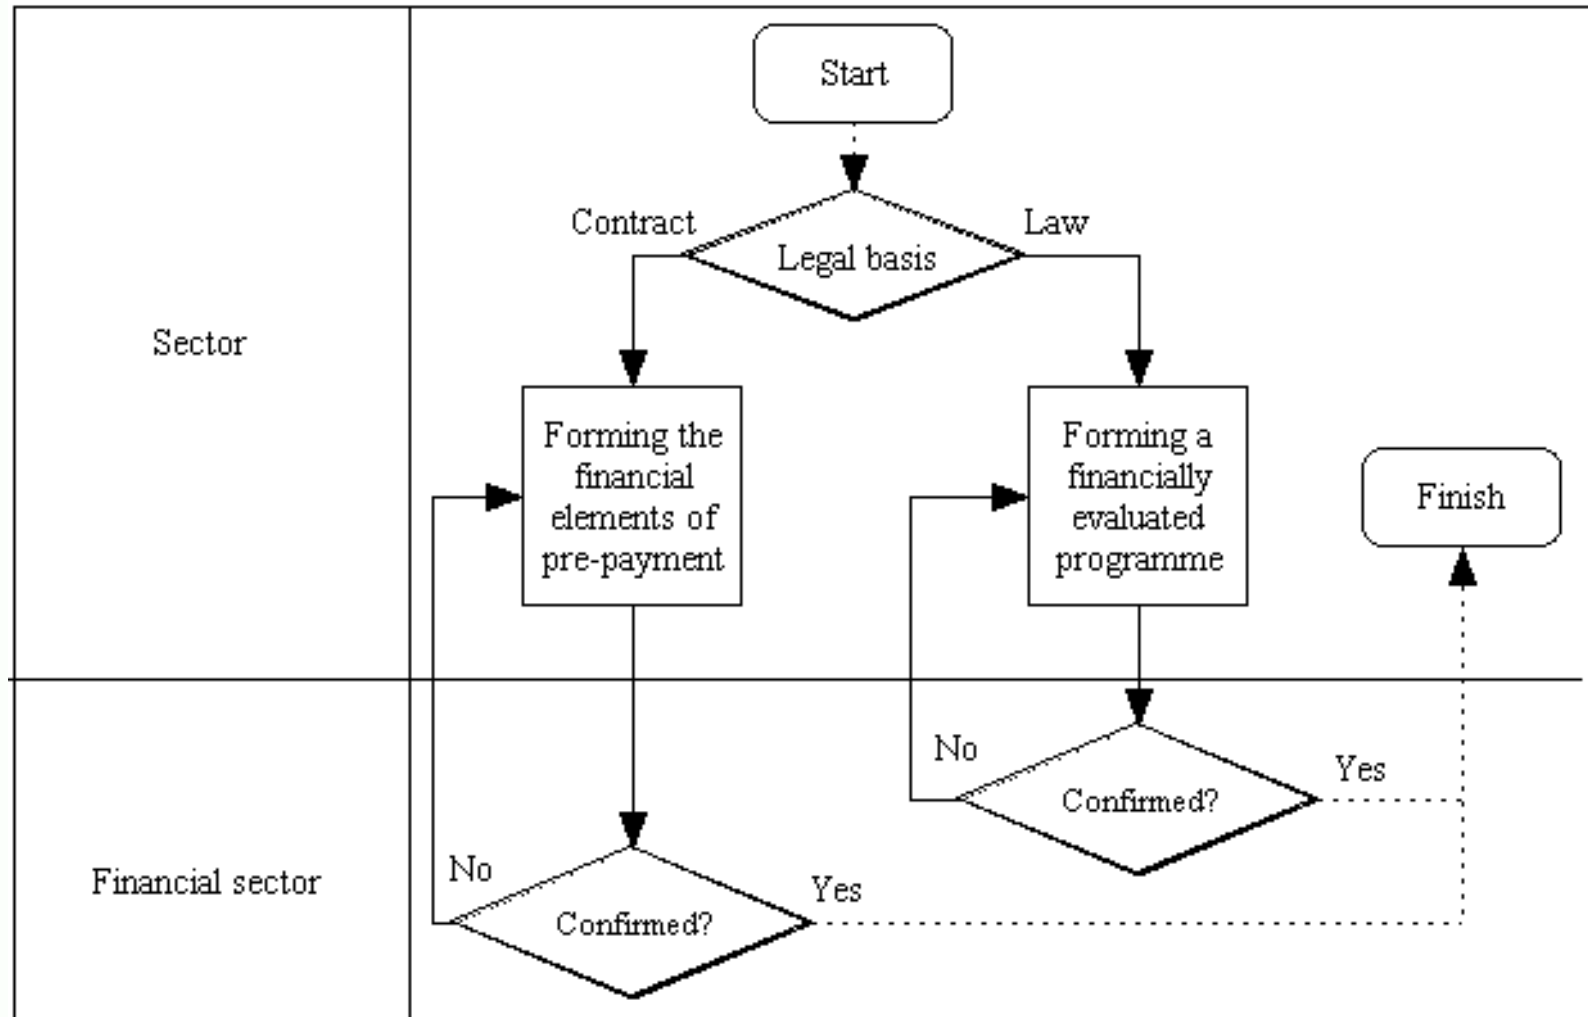 Start
Contract
Law
Legal basis
Sector
Forming the
financial
elements of
pre-payment
Forming a
financially
evaluated
programme
Finish
No
Yes
Confirmed?
Financial sector
No
Yes
Confirmed?